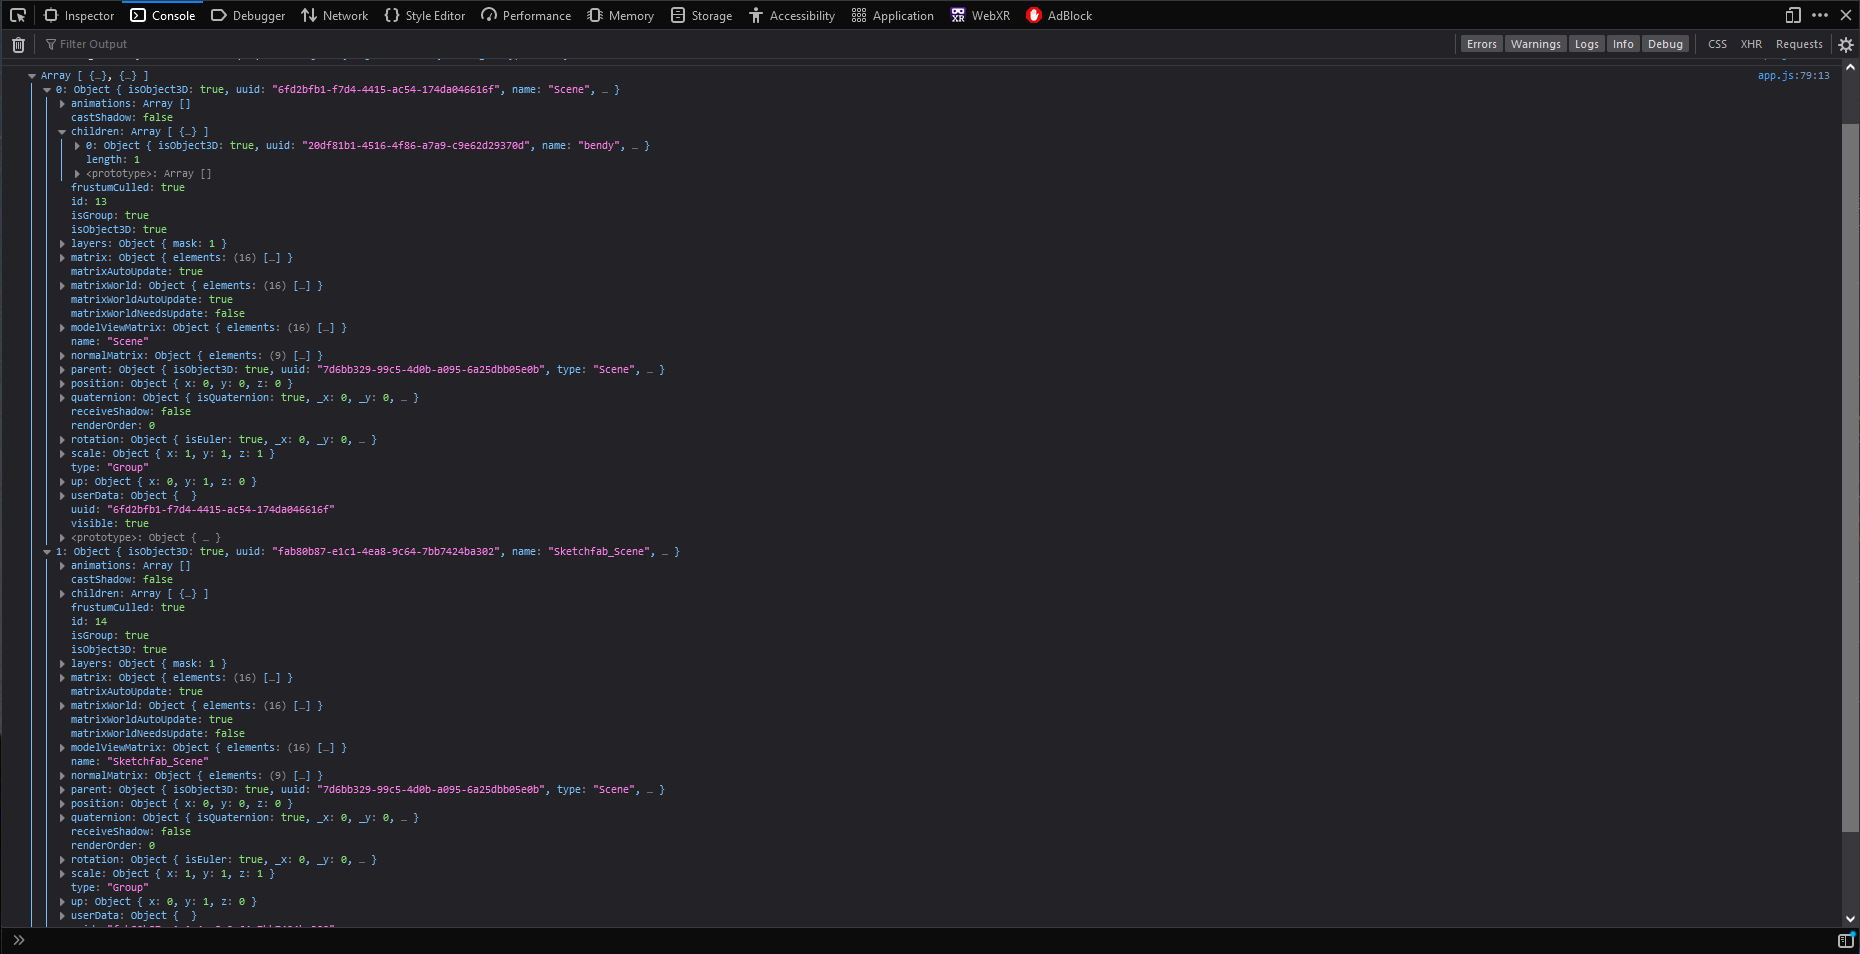 Inspector Console Debugger Network Style Editor Performance Memory Storage Accessibility Application WebXR AdBlock
Filter Output Errors Warnings Logs Info Debug CSS XHR Requests
Array [ {…}, {…} ] app.js:79:13
0: Object { isObject3D: true, uuid: "6fd2bfb1-f7d4-4415-ac54-174da046616f", name: "Scene", … }
animations: Array []
castShadow: false
children: Array [ {…} ]
0: Object { isObject3D: true, uuid: "20df81b1-4516-4f86-a7a9-c9e62d29370d", name: "bendy", … }
length: 1
<prototype>: Array []
frustumCulled: true
id: 13
isGroup: true
isObject3D: true
layers: Object { mask: 1 }
matrix: Object { elements: (16) […] }
matrixAutoUpdate: true
matrixWorld: Object { elements: (16) […] }
matrixWorldAutoUpdate: true
matrixWorldNeedsUpdate: false
modelViewMatrix: Object { elements: (16) […] }
name: "Scene"
normalMatrix: Object { elements: (9) […] }
parent: Object { isObject3D: true, uuid: "7d6bb329-99c5-4d0b-a095-6a25dbb05e0b", type: "Scene", … }
position: Object { x: 0, y: 0, z: 0 }
quaternion: Object { isQuaternion: true, _x: 0, _y: 0, … }
receiveShadow: false
renderOrder: 0
rotation: Object { isEuler: true, _x: 0, _y: 0, … }
scale: Object { x: 1, y: 1, z: 1 }
type: "Group"
up: Object { x: 0, y: 1, z: 0 }
userData: Object {  }
uuid: "6fd2bfb1-f7d4-4415-ac54-174da046616f"
visible: true
<prototype>: Object { … }
1: Object { isObject3D: true, uuid: "fab80b87-e1c1-4ea8-9c64-7bb7424ba302", name: "Sketchfab_Scene", … }
animations: Array []
castShadow: false
children: Array [ {…} ]
frustumCulled: true
id: 14
isGroup: true
isObject3D: true
layers: Object { mask: 1 }
matrix: Object { elements: (16) […] }
matrixAutoUpdate: true
matrixWorld: Object { elements: (16) […] }
matrixWorldAutoUpdate: true
matrixWorldNeedsUpdate: false
modelViewMatrix: Object { elements: (16) […] }
name: "Sketchfab_Scene"
normalMatrix: Object { elements: (9) […] }
parent: Object { isObject3D: true, uuid: "7d6bb329-99c5-4d0b-a095-6a25dbb05e0b", type: "Scene", … }
position: Object { x: 0, y: 0, z: 0 }
quaternion: Object { isQuaternion: true, _x: 0, _y: 0, … }
receiveShadow: false
renderOrder: 0
rotation: Object { isEuler: true, _x: 0, _y: 0, … }
scale: Object { x: 1, y: 1, z: 1 }
type: "Group"
up: Object { x: 0, y: 1, z: 0 }
userData: Object {  }